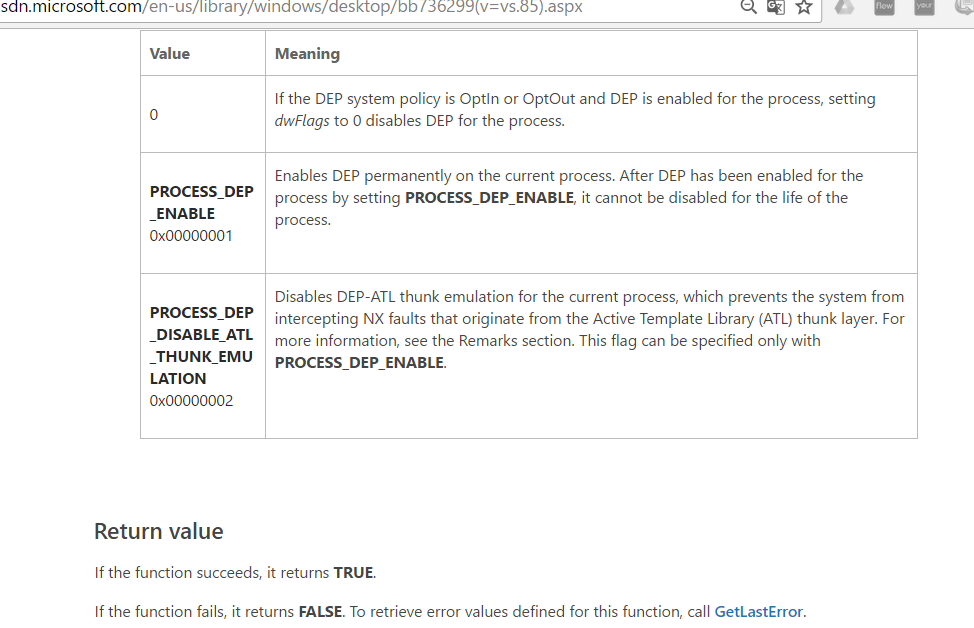 sdn.microsoft.com/en-us/library/windows/desktop/bb736299(v=vs.85).aspx
flow
your
Value
Meaning
0
If the DEP system policy is OptIn or OptOut and DEP is enabled for the process, setting
dwFlags to 0 disables DEP for the process.
PROCESS_DEP
_ENABLE
0x00000001
Enables DEP permanently on the current process. After DEP has been enabled for the
process by setting PROCESS_DEP_ENABLE, it cannot be disabled for the life of the
process.
PROCESS_DEP
_DISABLE_ATL
_THUNK_EMU
LATION
0x00000002
Disables DEP-ATL thunk emulation for the current process, which prevents the system from
intercepting NX faults that originate from the Active Template Library (ATL) thunk layer. For
more information, see the Remarks section. This flag can be specified only with
PROCESS_DEP_ENABLE.
Return value
If the function succeeds, it returns TRUE.
If the function fails, it returns FALSE. To retrieve error values defined for this function, call GetLastError.